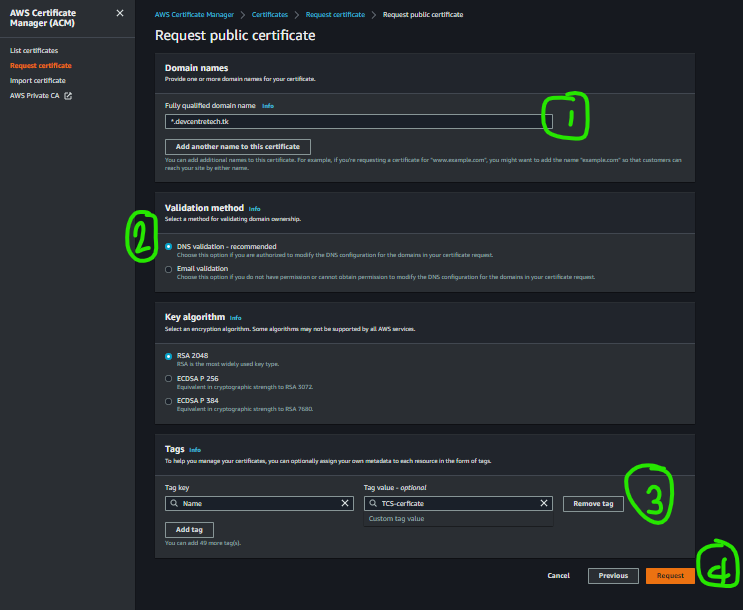 AWS Certificate
Manager (ACM)
List certificates
Request certificate
Import certificate
AWS Private CA
AWS Certificate Manager > Certificates > Request certificate > Request public certificate
Request public certificate
Domain names
Provide one or more domain names for your certificate.
Fully qualified domain name Info
*.devcentretech.tk
1
Add another name to this certificate
You can add additional names to this certificate. For example, if you're requesting a certificate for "www.example.com", you might want to add the name "example.com" so that customers can
reach your site by either name.
Validation method Info
Select a method for validating domain ownership.
2
DNS validation - recommended
Choose this option if you are authorized to modify the DNS configuration for the domains in your certificate request.
Email validation
Choose this option if you do not have permission or cannot obtain permission to modify the DNS configuration for the domains in your certificate request.
Key algorithm Info
Select an encryption algorithm. Some algorithms may not be supported by all AWS services.
RSA 2048
RSA is the most widely used key type.
ECDSA P 256
Equivalent in cryptographic strength to RSA 3072.
ECDSA P 384
Equivalent in cryptographic strength to RSA 7680.
Tags Info
To help you manage your certificates, you can optionally assign your own metadata to each resource in the form of tags.
Tag key Tag value - optional
Name TCS-cerficate Remove tag 3
Custom tag value
Add tag
You can add 49 more tag(s).
Cancel Previous Request 4